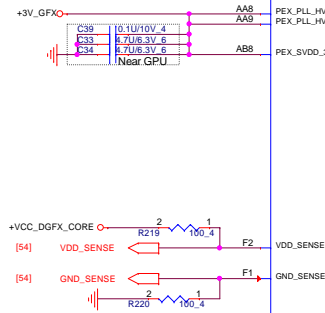 +3V_GFX
AA8
PEX_PLL_HV
AA9
PEX_PLL_HV
C39
0.1U/10V_4
C33
4.7U/6.3V_6
C34
4.7U/6.3V_6
AB8
PEX_SVDD_3
Near GPU
+VCC_DGFX_CORE
2
1
R219
100_4
[54]
VDD_SENSE
F2
VDD_SENSE
[54]
GND_SENSE
F1
GND_SENSE
2
1
R220
100_4